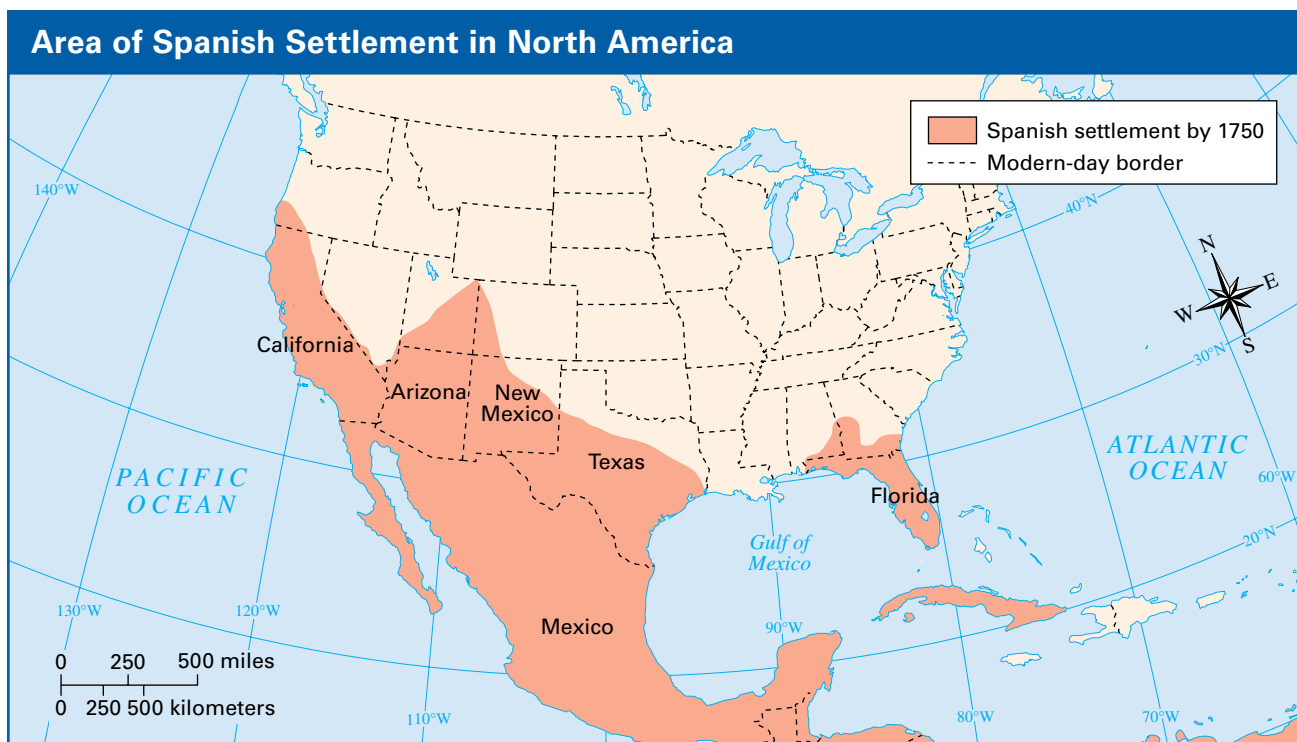 Area of Spanish Settlement in North America
Spanish settlement by 1750
Modern-day border
140°W
40°N
N
E
W
S
30°N
California
Arizona
New
Mexico
Texas
PACIFIC
OCEAN
ATLANTIC
OCEAN
60°W
Florida
20°N
Gulf of
Mexico
130°W
120°W
Mexico
90°W
0 250 500 miles
0 250 500 kilometers
110°W
80°W
70°W